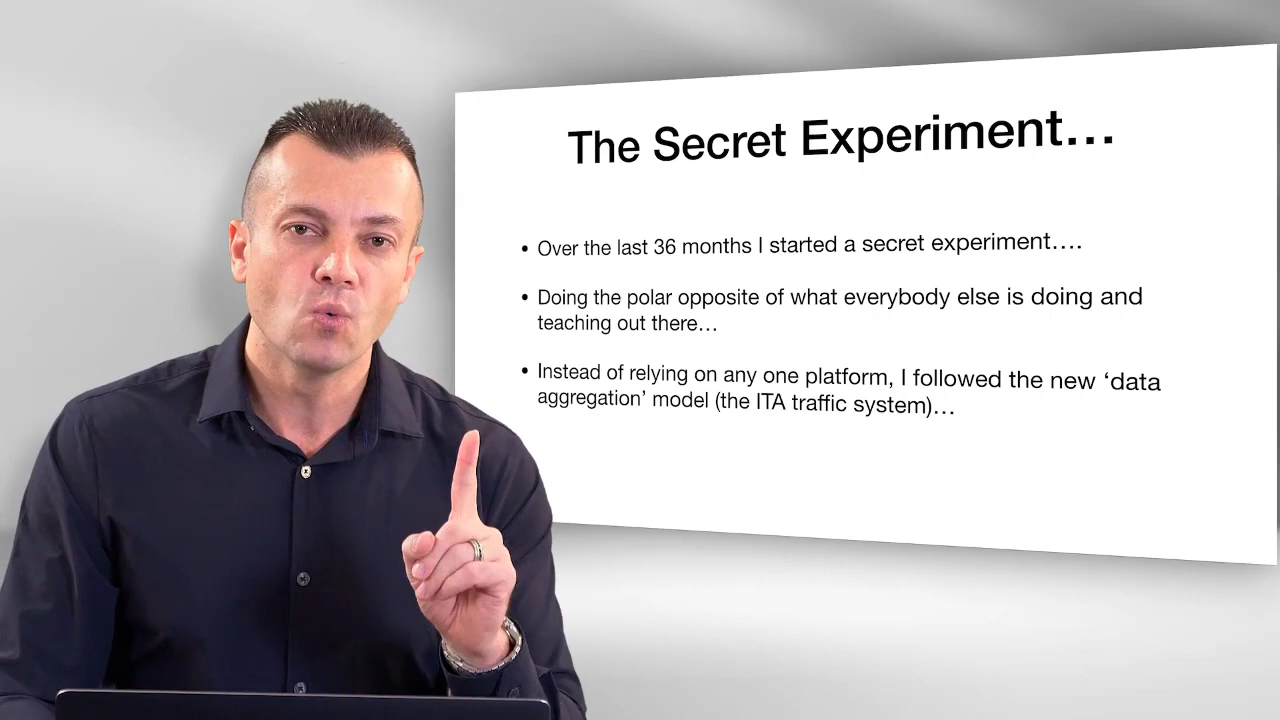 The Secret Experiment…
• Over the last 36 months I started a secret experiment….
• Doing the polar opposite of what everybody else is doing and
teaching out there…
• Instead of relying on any one platform, I followed the new ‘data
aggregation’ model (the ITA traffic system)…